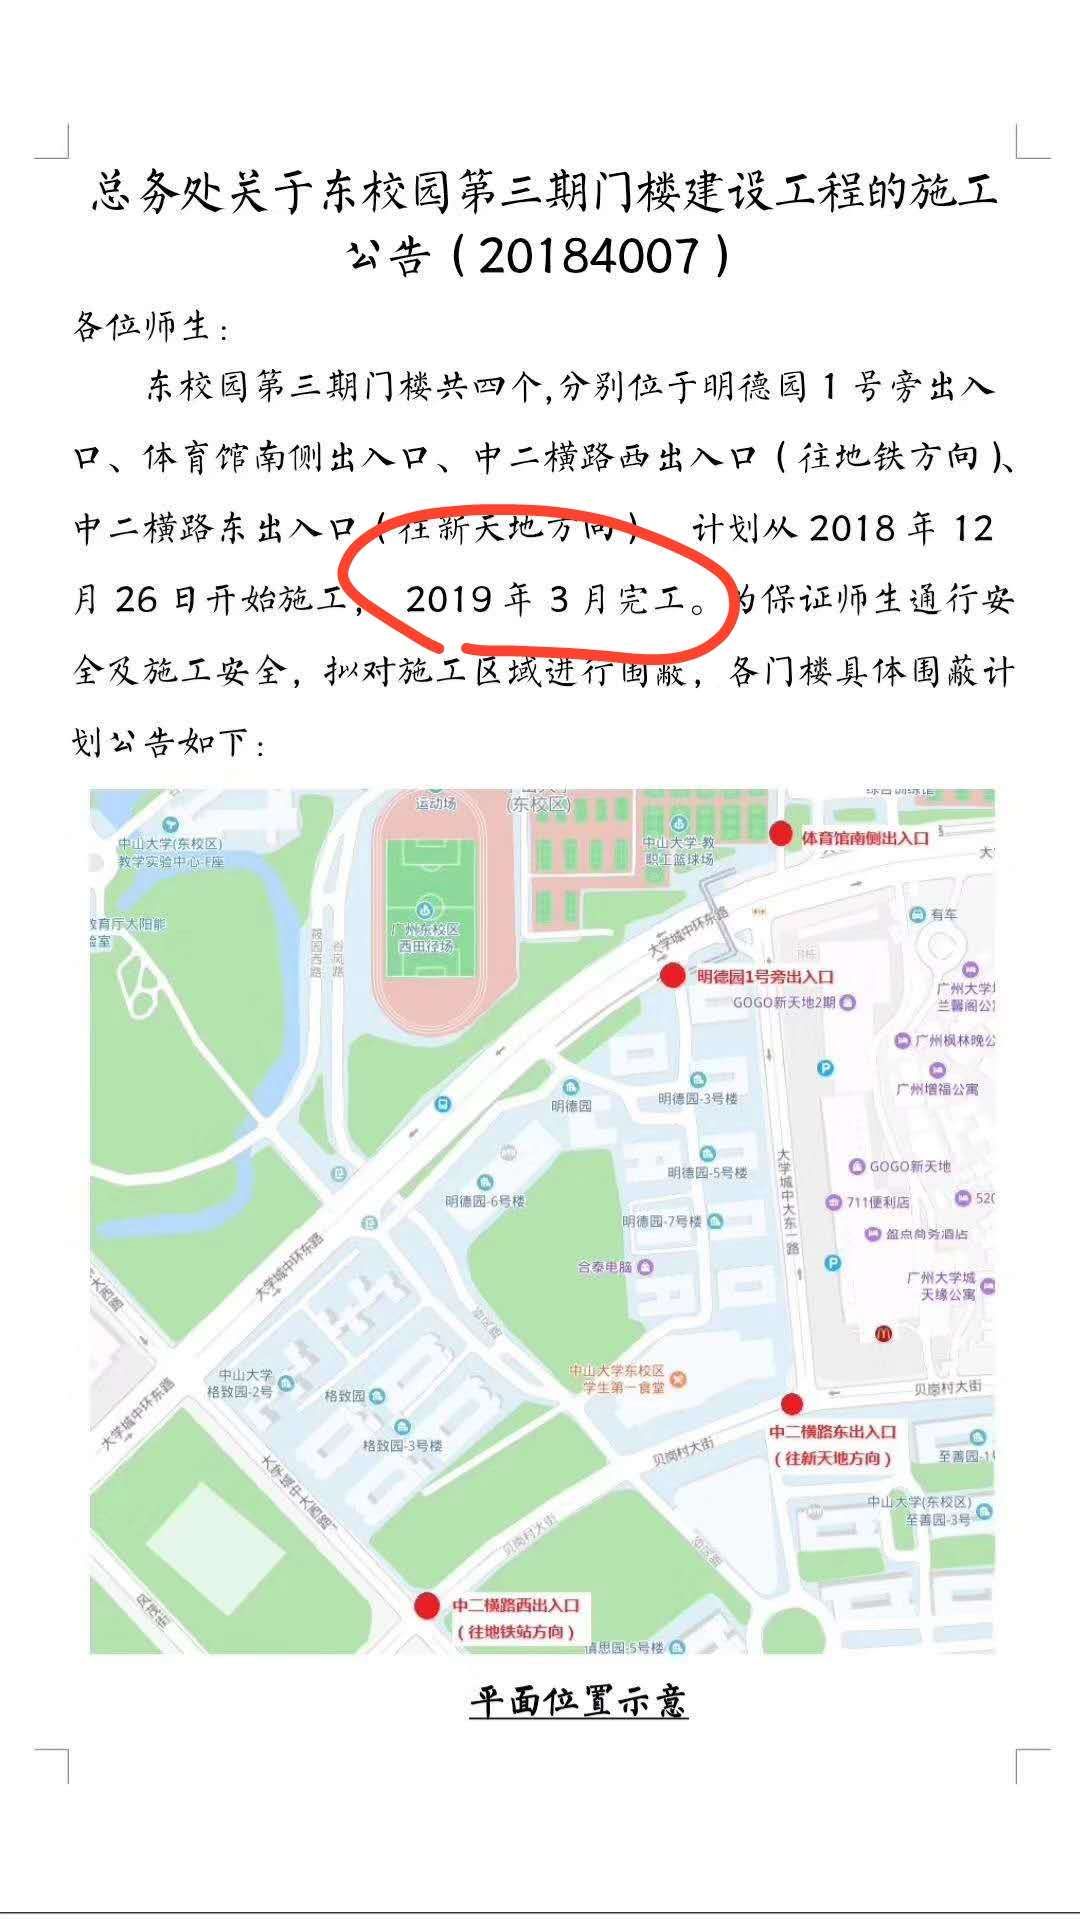 总务处关于东校园第三期门楼建设工程的施工
公告（20184007）
各位师生：
东校园第三期门楼共四个,分别位于明德园 1 号旁出入
口、体育馆南侧出入口、中二横路西出入口（往地铁方向)、
中二横路东出入口（往新天地方向） 计划从 2018 年 12
月 26 日开始施工， 2019 年 3 月完工。为保证师生通行安
全及施工安全，拟对施工区域进行围蔽，各门楼具体围蔽计
划公告如下：
运动场
(东校区)
中山大学(东校区)
教学实验中心-F座
中山大学-教
职工篮球场
体育馆南侧出入口
教育厅太阳能
广州东校区
西田径场
大学城中环东路
有车
明德园1号旁出入口
GOGO新天地2期
广州大学城
兰馨阁公寓
广州枫林晚公
广州增福公寓
明德园
明德园-3号楼
明德园-5号楼
明德园-6号楼
明德园-7号楼
大学城中大东一路
GOGO新天地
711便利店
520
盈点商务酒店
合泰电脑
广州大学城
天缘公寓
大学城中环东路
中山大学
格致园-2号
格致园
格致园-3号楼
中山大学东校区
学生第一食堂
贝岗村大街
中二横路东出入口
（往新天地方向）
贝岗村大街
大学城中环东路
至善园-1
中山大学(东校区)
至善园-3号
贝岗村大街
中二横路西出入口
（往地铁站方向）
慎思园-5号楼
平面位置示意